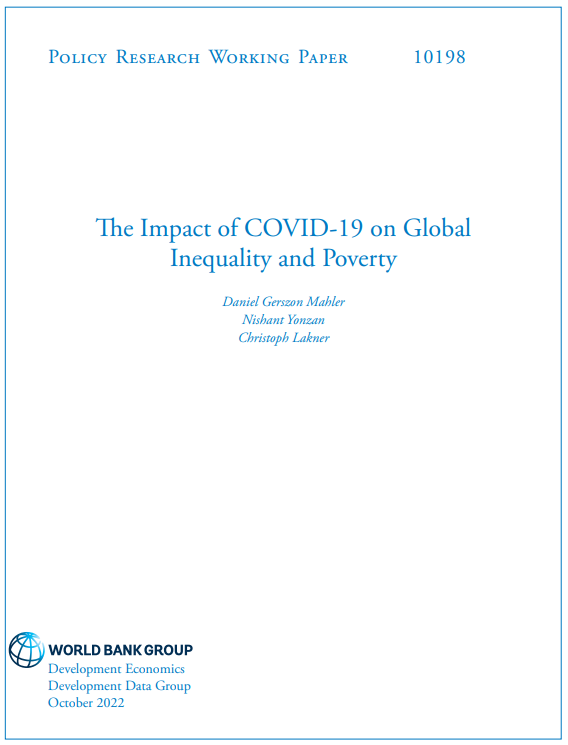 Policy Research Working Paper 10198
The Impact of COVID-19 on Global
Inequality and Poverty
Daniel Gerszon Mahler
Nishant Yonzan
Christoph Lakner
WORLD BANK GROUP
Development Economics
Development Data Group
October 2022